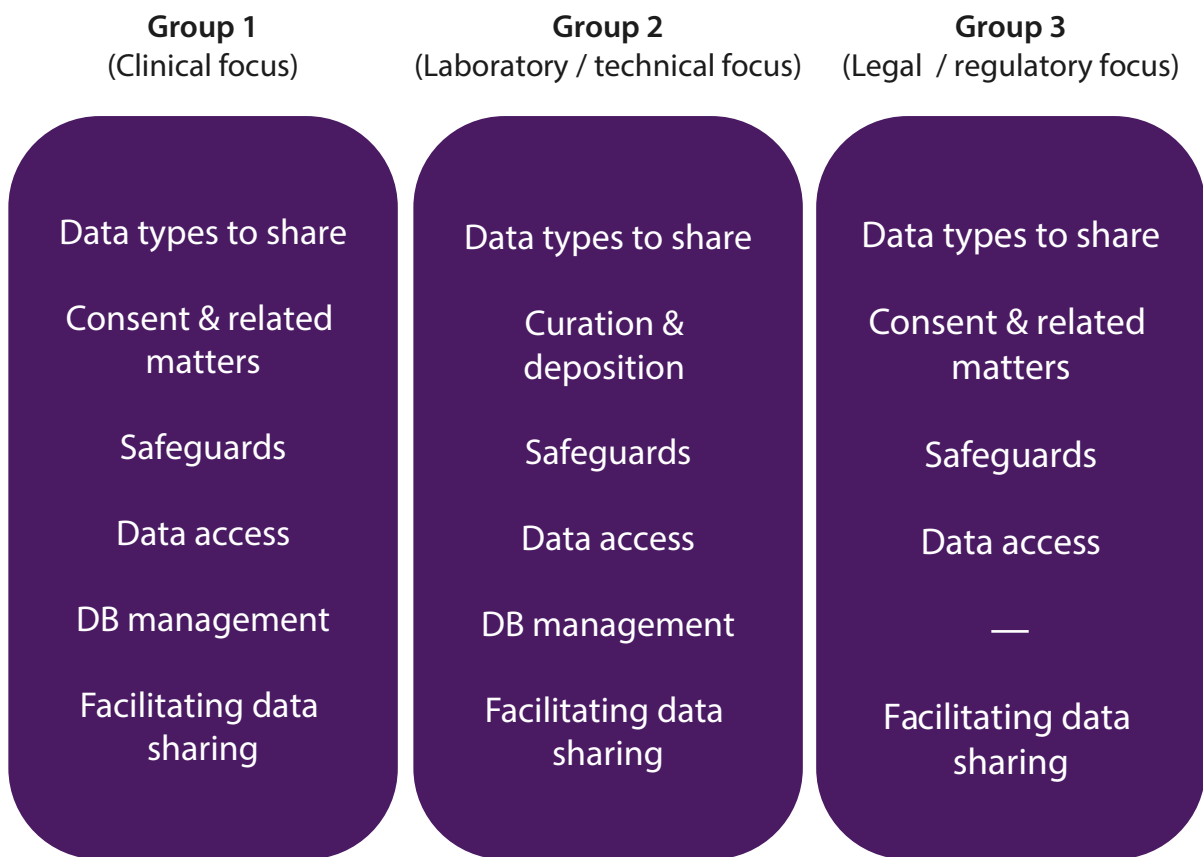 Group 1
(Clinical focus)
Group 2
(Laboratory / technical focus)
Group 3
(Legal / regulatory focus)
Data types to share
Consent & related
matters
Safeguards
Data access
DB management
Facilitating data
sharing
Data types to share
Curation &
deposition
Safeguards
Data access
DB management
Facilitating data
sharing
Data types to share
Consent & related
matters
Safeguards
Data access
—
Facilitating data
sharing